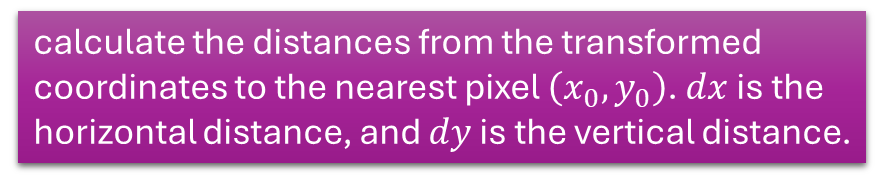 calculate the distances from the transformed
coordinates to the nearest pixel (x₀, y₀). dx is the
horizontal distance, and dy is the vertical distance.